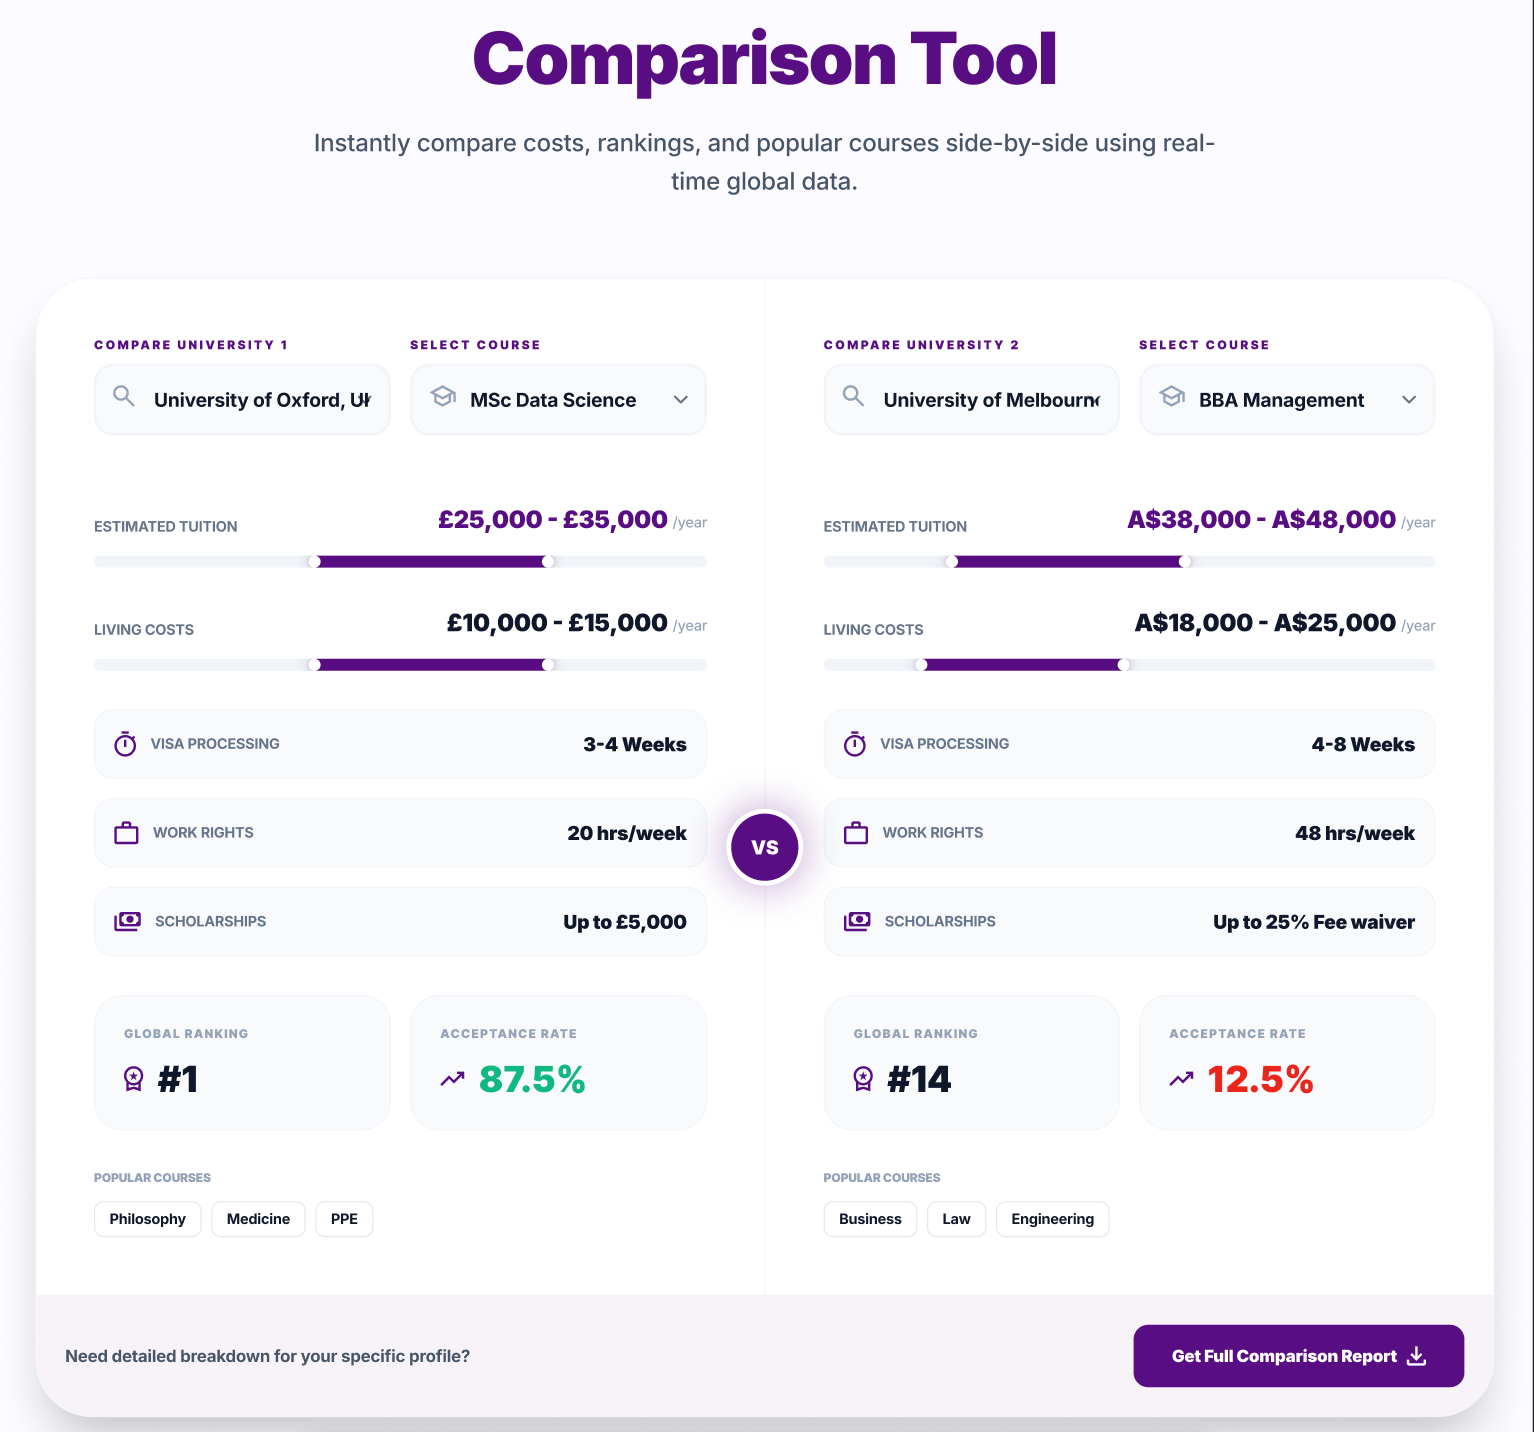 Comparison Tool
Instantly compare costs, rankings, and popular courses side-by-side using real-
time global data.
COMPARE UNIVERSITY 1
SELECT COURSE
University of Oxford, UK
MSc Data Science
ESTIMATED TUITION
£25,000 - £35,000 /year
LIVING COSTS
£10,000 - £15,000 /year
VISA PROCESSING
3-4 Weeks
WORK RIGHTS
20 hrs/week
SCHOLARSHIPS
Up to £5,000
GLOBAL RANKING
#1
ACCEPTANCE RATE
87.5%
POPULAR COURSES
Philosophy
Medicine
PPE
VS
COMPARE UNIVERSITY 2
SELECT COURSE
University of Melbourne
BBA Management
ESTIMATED TUITION
A$38,000 - A$48,000 /year
LIVING COSTS
A$18,000 - A$25,000 /year
VISA PROCESSING
4-8 Weeks
WORK RIGHTS
48 hrs/week
SCHOLARSHIPS
Up to 25% Fee waiver
GLOBAL RANKING
#14
ACCEPTANCE RATE
12.5%
POPULAR COURSES
Business
Law
Engineering
Need detailed breakdown for your specific profile?
Get Full Comparison Report